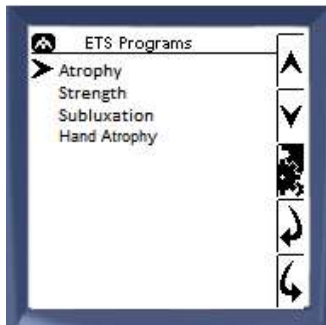 ETS Programs
Atrophy
Strength
Subluxation
Hand Atrophy